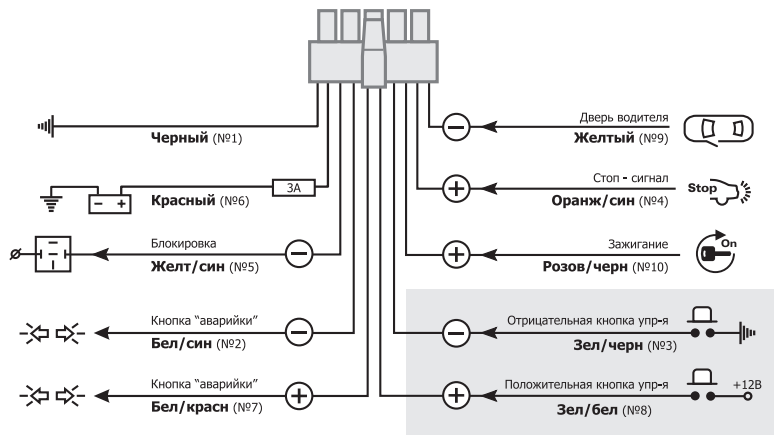 Черный (№1)
3А
Красный (№6)
Блокировка
Желт/син (№5)
Кнопка "аварийки"
Бел/син (№2)
Кнопка "аварийки"
Бел/красн (№7)
Дверь водителя
Желтый (№9)
Стоп - сигнал
Оранж/син (№4)
Stop
Зажигание
Розов/черн (№10)
On
Отрицательная кнопка упр-я
Зел/черн (№3)
Положительная кнопка упр-я
Зел/бел (№8)
+12В